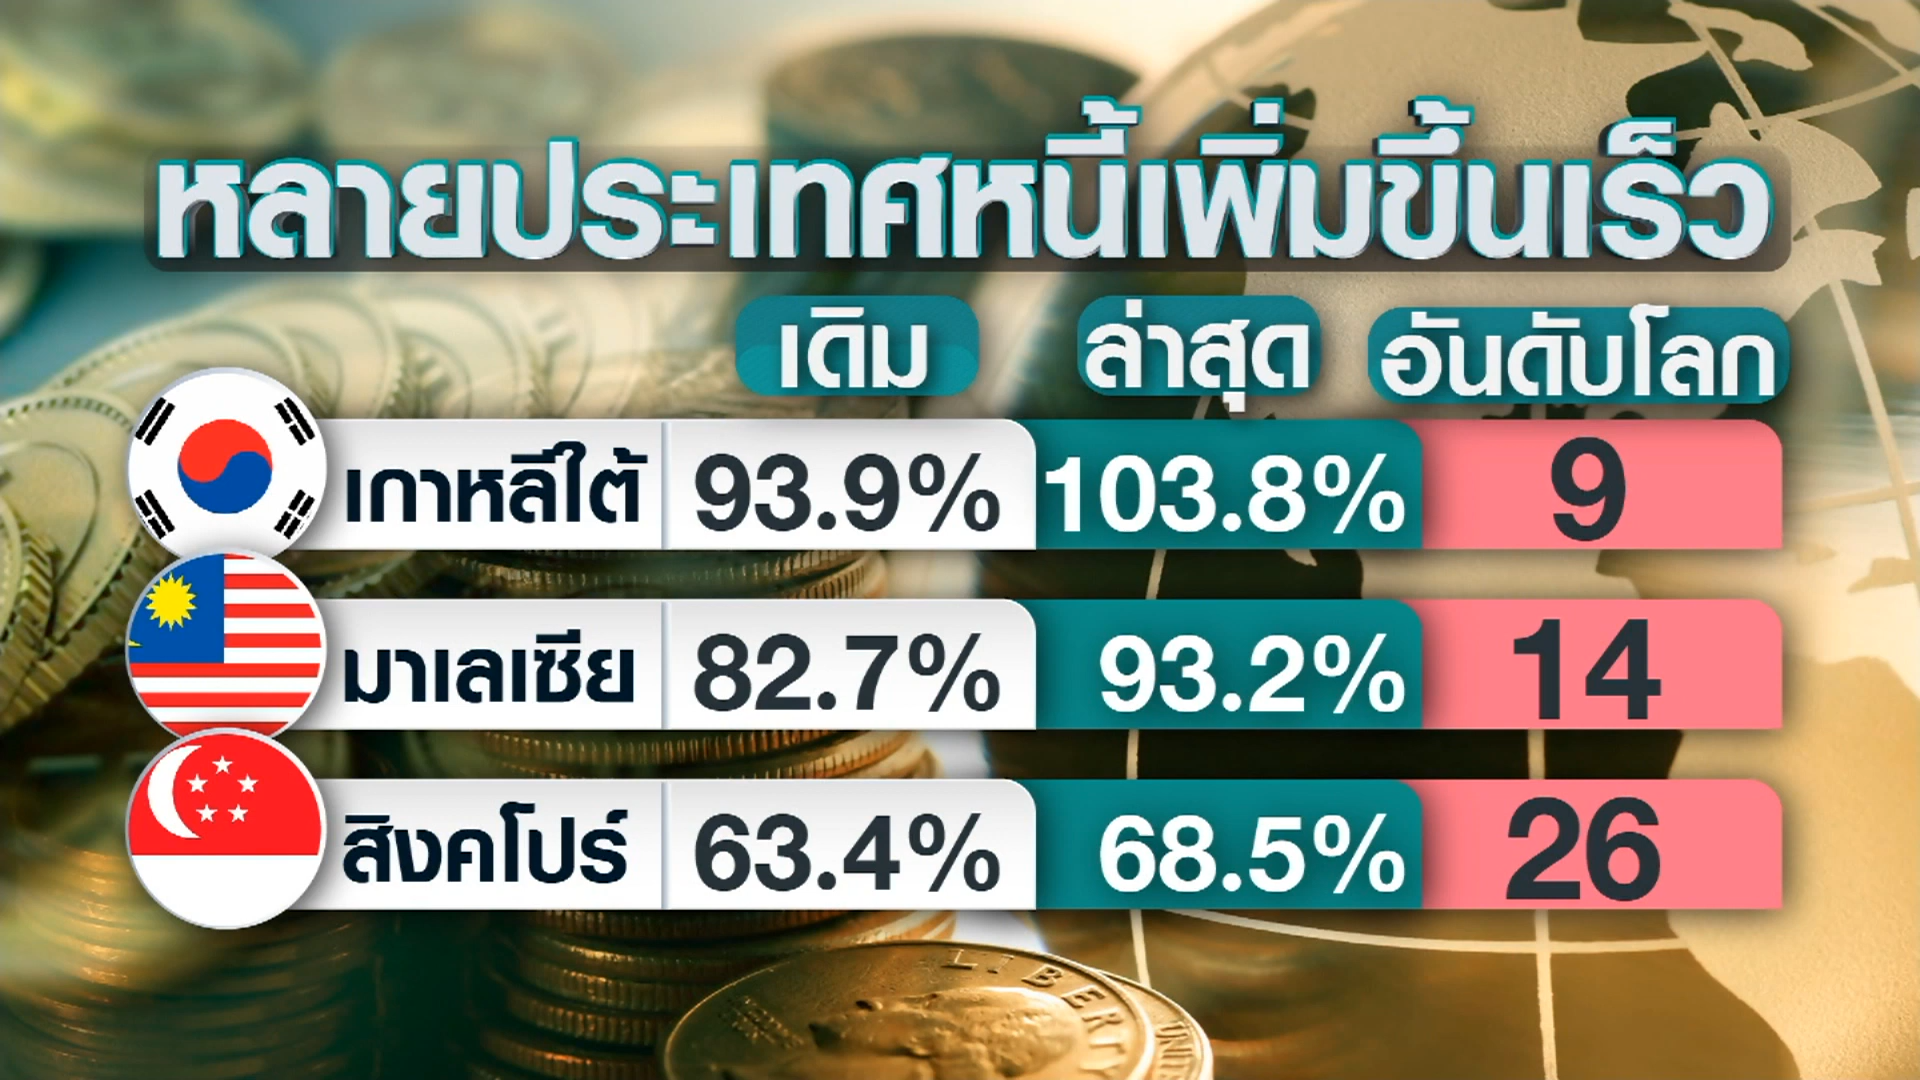 หลายประเทศหนี้เพิ่มขึ้นเร็ว
เดิม ล่าสุด อันดับโลก
เกาหลีใต้ 93.9% 103.8% 9
มาเลเซีย 82.7% 93.2% 14
สิงคโปร์ 63.4% 68.5% 26
LIBERTY